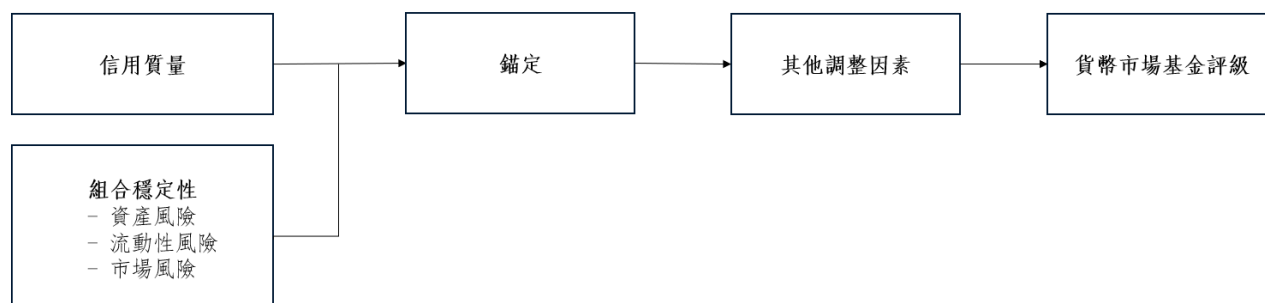 信用質量
錨定
其他調整因素
貨幣市場基金評級
組合穩定性
– 資產風險
– 流動性風險
– 市場風險